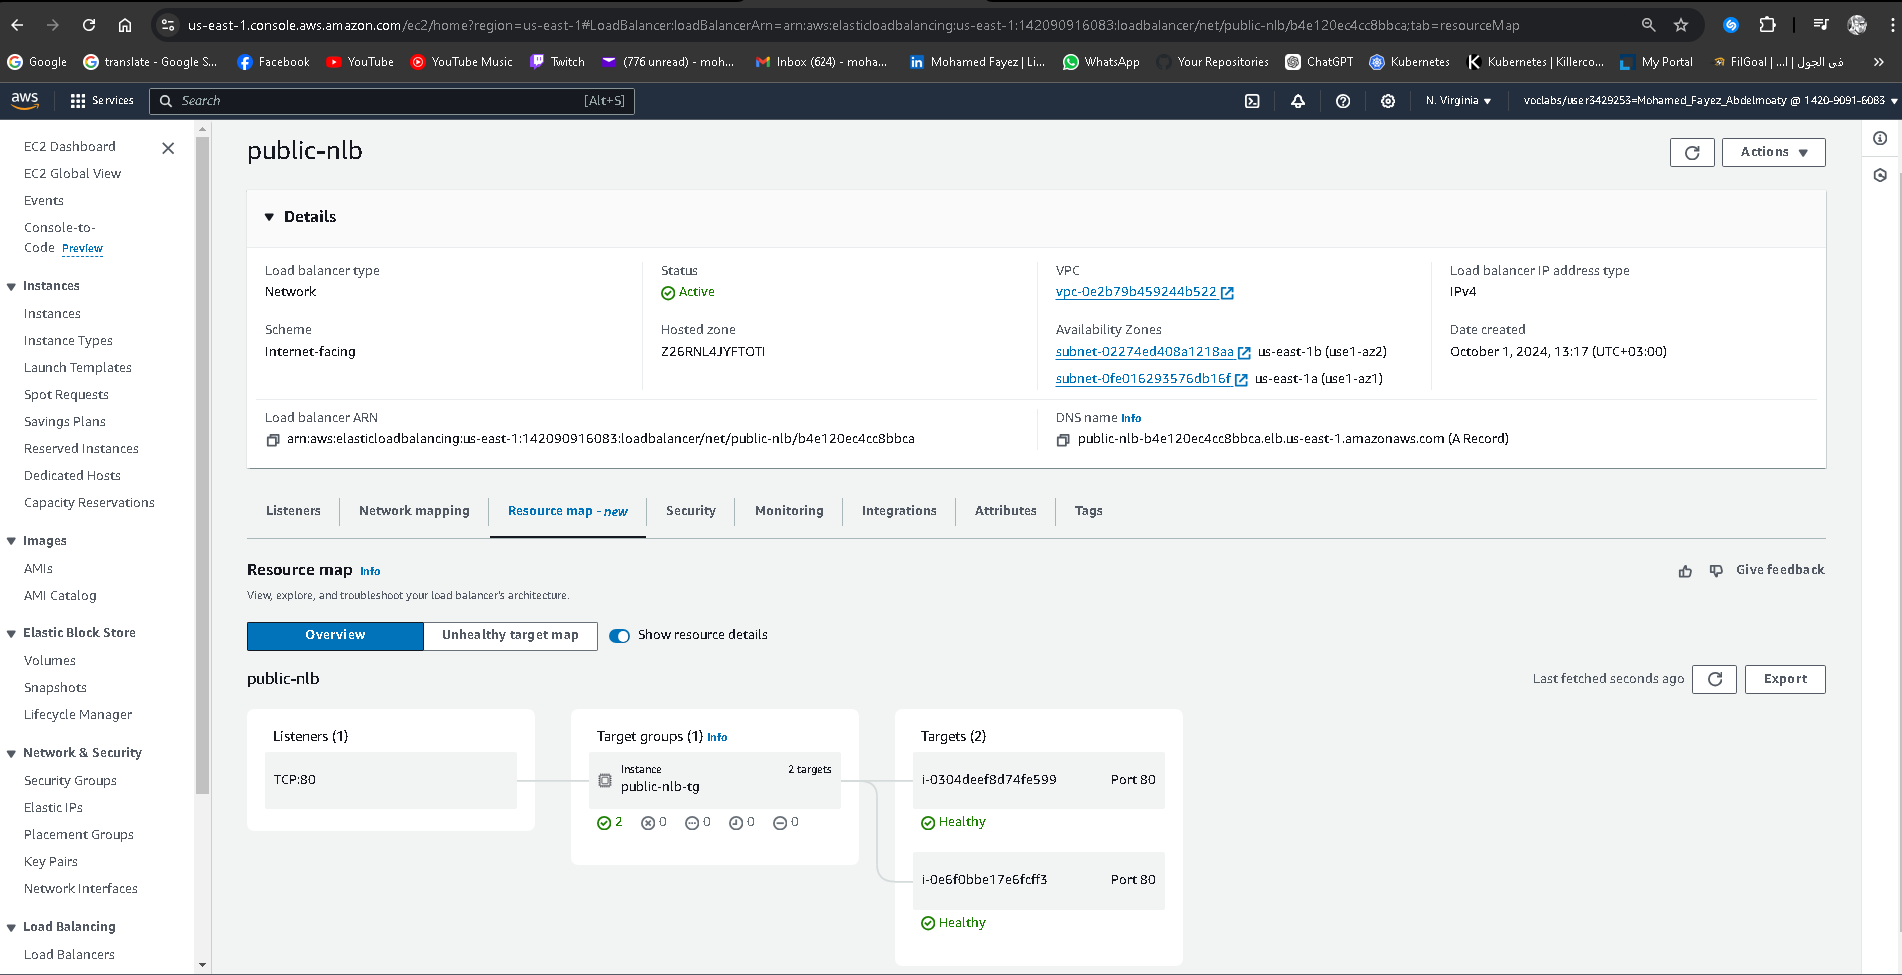 us-east-1.console.aws.amazon.com/ec2/home?region=us-east-1#LoadBalancer:loadBalancerArn=arn:aws:elasticloadbalancing:us-east-1:142090916083:loadbalancer/net/public-nlb/b4e120ec4cc8bbca;tab=resourceMap
Google
translate - Google S...
Facebook
YouTube
YouTube Music
Twitch
(776 unread) - moh...
Inbox (624) - moha...
Mohamed Fayez | Li...
WhatsApp
Your Repositories
ChatGPT
Kubernetes
Kubernetes | Killerco...
My Portal
FilGoal | ...ا | في الجول
aws
Services
Search
[Alt+S]
N. Virginia
voclabs/user3429253=Mohamed_Fayez_Abdelmoaty @ 1420-9091-6083
EC2 Dashboard
EC2 Global View
Events
Console-to-
Code Preview
Instances
Instances
Instance Types
Launch Templates
Spot Requests
Savings Plans
Reserved Instances
Dedicated Hosts
Capacity Reservations
Images
AMIs
AMI Catalog
Elastic Block Store
Volumes
Snapshots
Lifecycle Manager
Network & Security
Security Groups
Elastic IPs
Placement Groups
Key Pairs
Network Interfaces
Load Balancing
Load Balancers
public-nlb
Actions
Details
Load balancer type
Network
Status
Active
VPC
vpc-0e2b79b459244b522
Load balancer IP address type
IPv4
Scheme
Internet-facing
Hosted zone
Z26RNL4JYFTOTI
Availability Zones
subnet-02274ed408a1218aa us-east-1b (use1-az2)
subnet-0fe016293576db16f us-east-1a (use1-az1)
Date created
October 1, 2024, 13:17 (UTC+03:00)
Load balancer ARN
arn:aws:elasticloadbalancing:us-east-1:142090916083:loadbalancer/net/public-nlb/b4e120ec4cc8bbca
DNS name Info
public-nlb-b4e120ec4cc8bbca.elb.us-east-1.amazonaws.com (A Record)
Listeners
Network mapping
Resource map - new
Security
Monitoring
Integrations
Attributes
Tags
Resource map Info
View, explore, and troubleshoot your load balancer's architecture.
Give feedback
Overview
Unhealthy target map
Show resource details
public-nlb
Last fetched seconds ago
Export
Listeners (1)
TCP:80
Target groups (1) Info
Instance
2 targets
public-nlb-tg
2 0 0 0 0
Targets (2)
i-0304deef8d74fe599 Port 80
Healthy
i-0e6f0bbe17e6fcff3 Port 80
Healthy